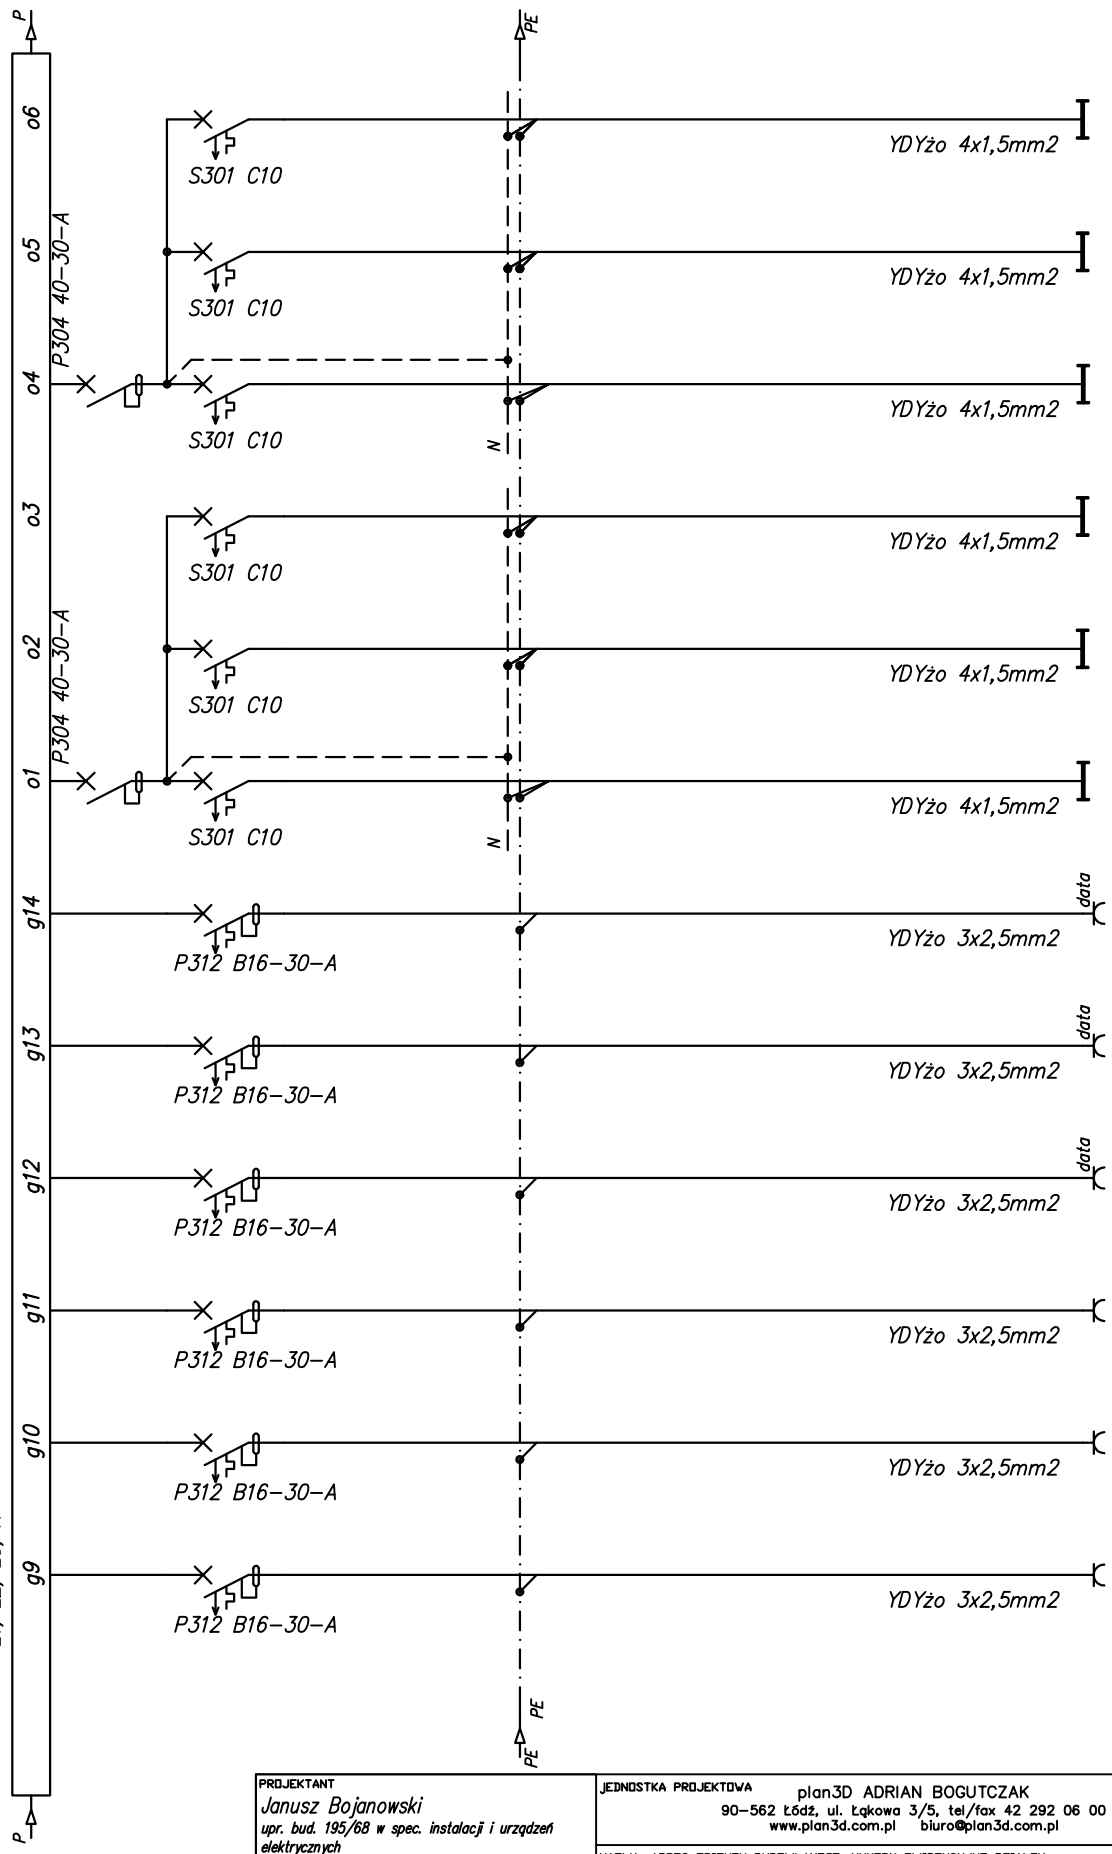 P
PE
o6
S301 C10
YDYżo 4x1,5mm2
o5
P304 40-30-A
S301 C10
YDYżo 4x1,5mm2
o4
S301 C10
N
YDYżo 4x1,5mm2
o3
S301 C10
YDYżo 4x1,5mm2
o2
P304 40-30-A
S301 C10
YDYżo 4x1,5mm2
o1
S301 C10
N
YDYżo 4x1,5mm2
g14
P312 B16-30-A
YDYżo 3x2,5mm2
data
g13
P312 B16-30-A
YDYżo 3x2,5mm2
data
g12
P312 B16-30-A
YDYżo 3x2,5mm2
data
g11
P312 B16-30-A
YDYżo 3x2,5mm2
g10
P312 B16-30-A
YDYżo 3x2,5mm2
g9
P312 B16-30-A
YDYżo 3x2,5mm2
PE
PE
P
PROJEKTANT
Janusz Bojanowski
upr. bud. 195/68 w spec. instalacji i urządzeń
elektrycznych
JEDNOSTKA PROJEKTOWA
plan3D ADRIAN BOGUTCZAK
90-562 Łódź, ul. Łąkowa 3/5, tel/fax 42 292 06 00
www.plan3d.com.pl biuro@plan3d.com.pl